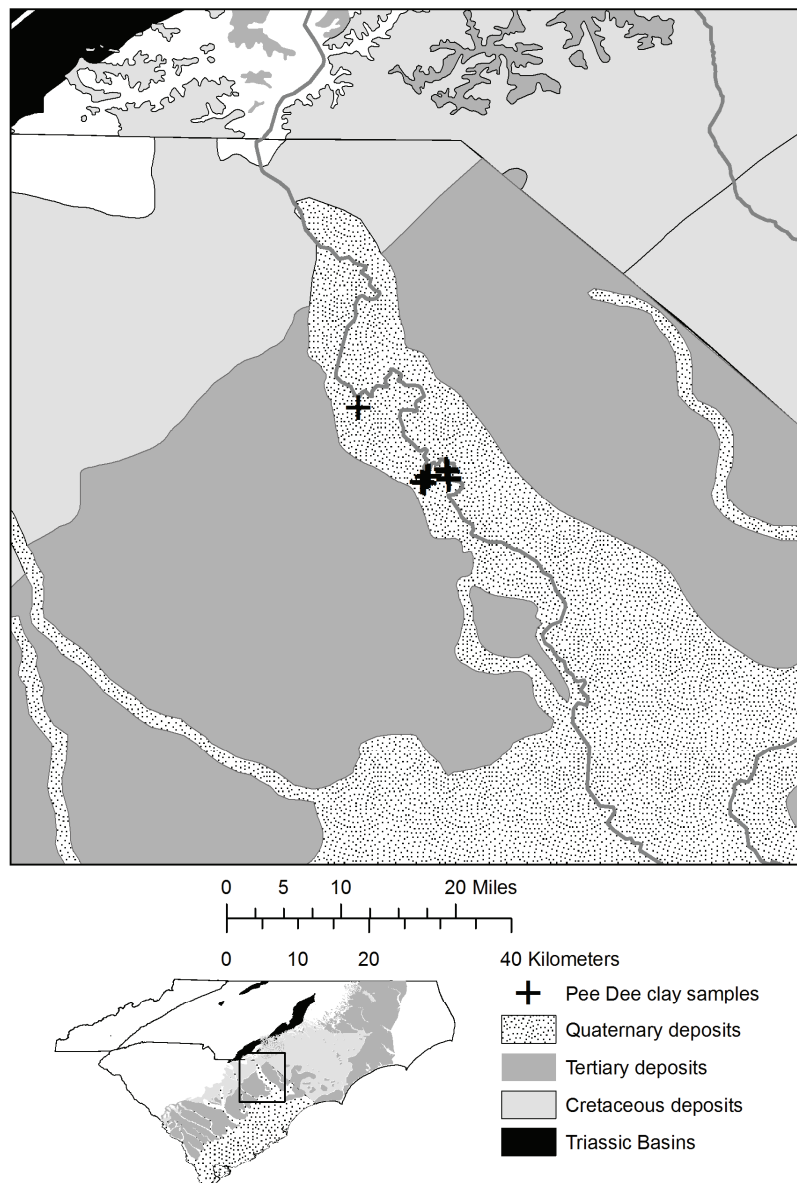 0 5 10 20 Miles
0 10 20 40 Kilometers
Pee Dee clay samples
Quaternary deposits
Tertiary deposits
Cretaceous deposits
Triassic Basins